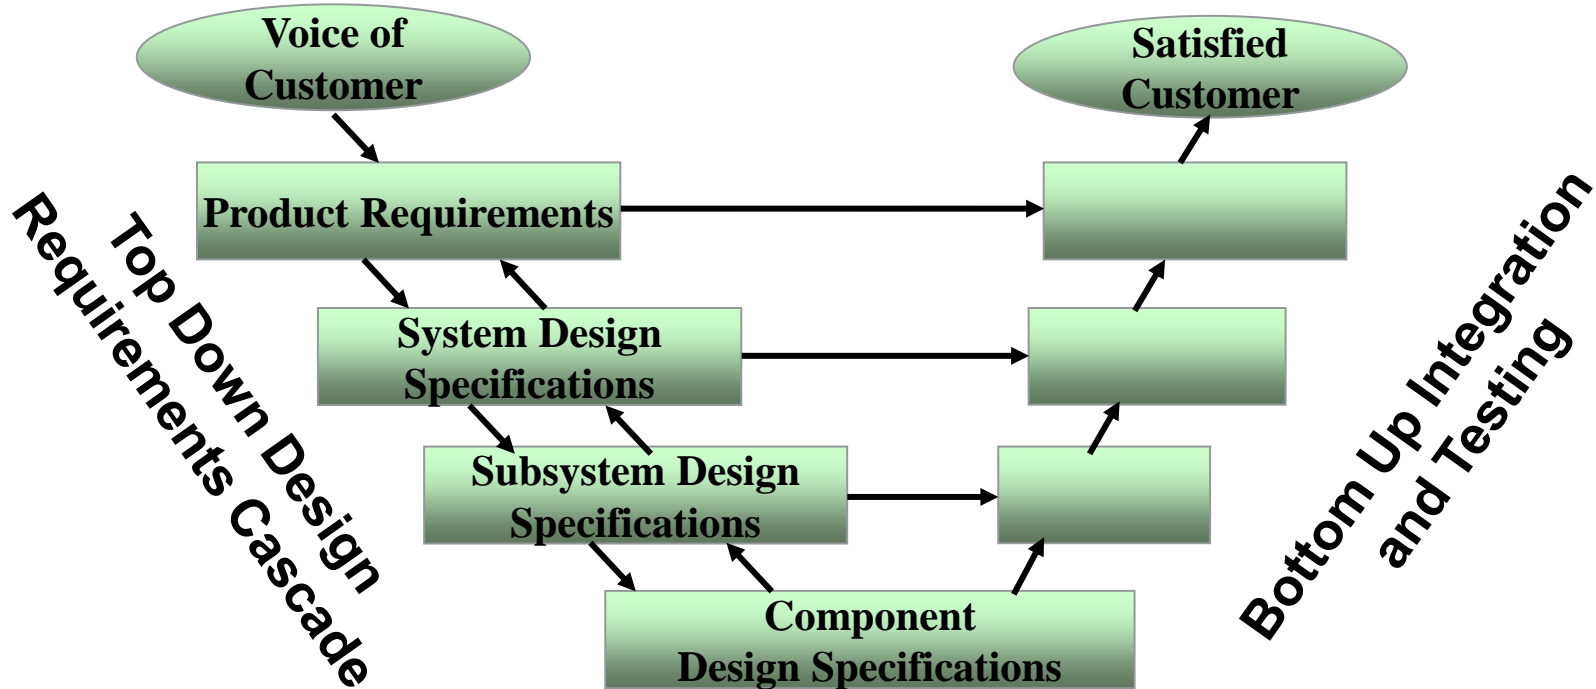 Voice of
Customer
Satisfied
Customer
Product Requirements
System Design
Specifications
Subsystem Design
Specifications
Component
Design Specifications
Top Down Design
Requirements Cascade
Bottom Up Integration
and Testing